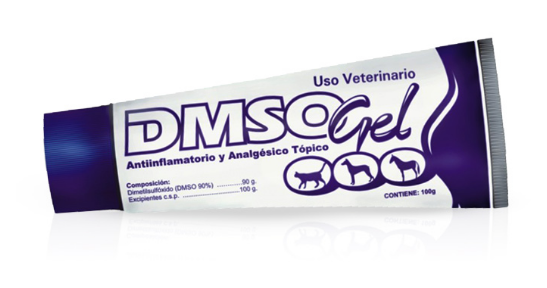 Uso Veterinario
DMSO Gel
Antiinflamatorio y Analgésico Tópico
Composición:
Dimetilsulfóxido (DMSO 90%) ..............90 g.
Excipientes c.s.p. ................................100 g.
CONTIENE: 100g